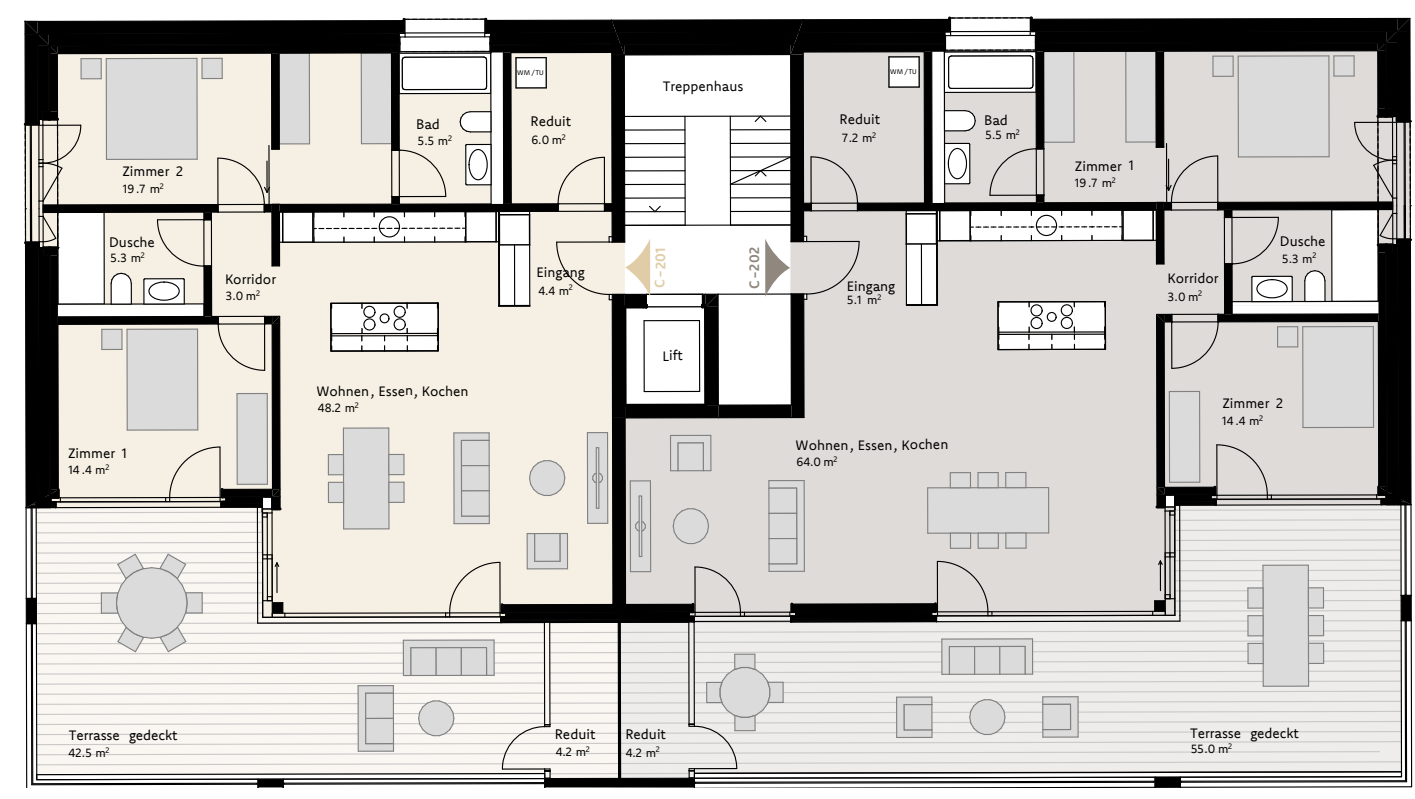 Treppenhaus
WM/TU
WM/TU
Bad
5.5 m²
Reduit
6.0 m²
Reduit
7.2 m²
Bad
5.5 m²
Zimmer 2
19.7 m²
Zimmer 1
19.7 m²
Dusche
5.3 m²
Korridor
3.0 m²
Eingang
4.4 m²
C-201
C-202
Eingang
5.1 m²
Korridor
3.0 m²
Dusche
5.3 m²
Lift
Wohnen, Essen, Kochen
48.2 m²
Zimmer 1
14.4 m²
Wohnen, Essen, Kochen
64.0 m²
Zimmer 2
14.4 m²
Terrasse gedeckt
42.5 m²
Reduit
4.2 m²
Reduit
4.2 m²
Terrasse gedeckt
55.0 m²